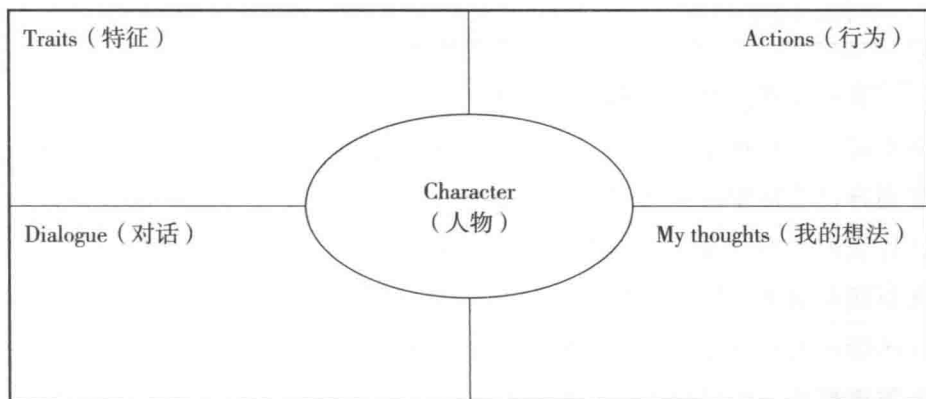 Traits（特征）
Actions（行为）
Character
（人物）
Dialogue（对话）
My thoughts（我的想法）